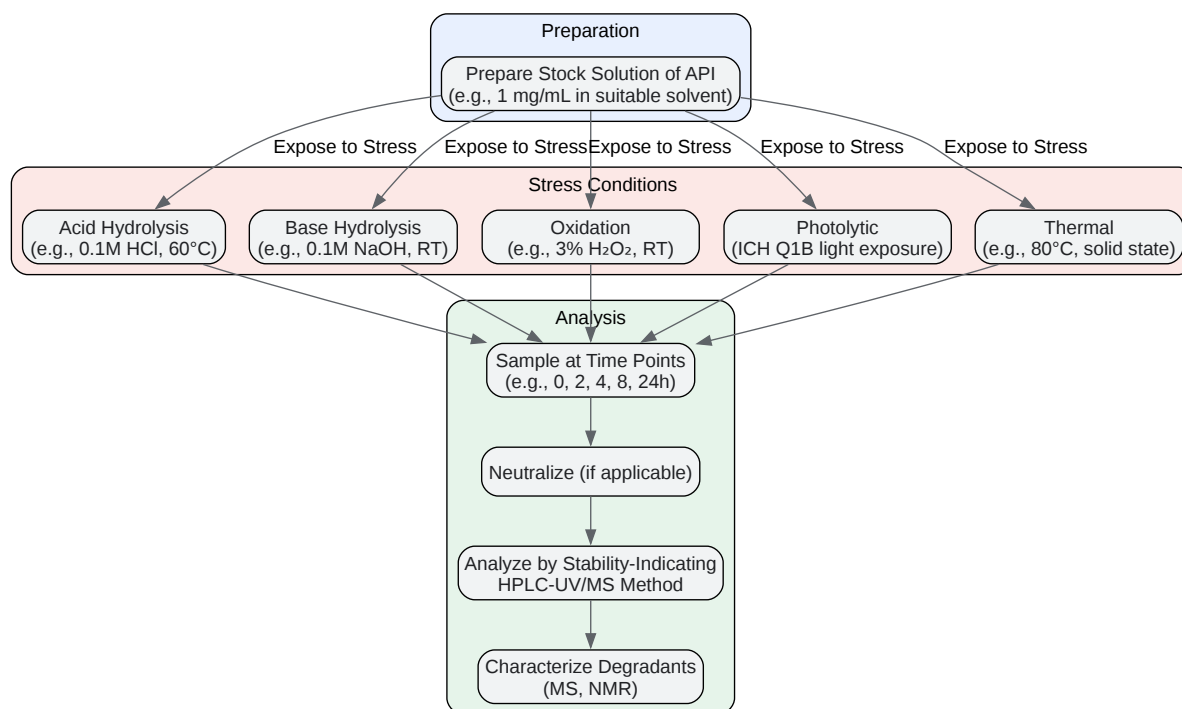 Preparation
Prepare Stock Solution of API
(e.g., 1 mg/mL in suitable solvent)
Expose to Stress
Expose to Stress
Expose to Stress
Expose to Stress
Expose to Stress
Stress Conditions
Acid Hydrolysis
(e.g., 0.1M HCl, 60°C)
Base Hydrolysis
(e.g., 0.1M NaOH, RT)
Oxidation
(e.g., 3% H₂O₂, RT)
Photolytic
(ICH Q1B light exposure)
Thermal
(e.g., 80°C, solid state)
Analysis
Sample at Time Points
(e.g., 0, 2, 4, 8, 24h)
Neutralize (if applicable)
Analyze by Stability-Indicating
HPLC-UV/MS Method
Characterize Degradants
(MS, NMR)